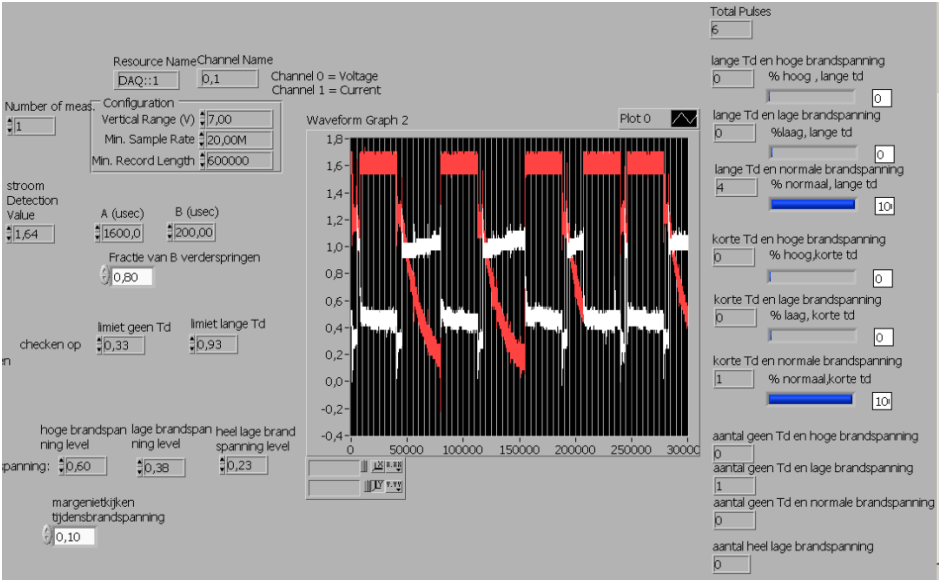 Total Pulses
6
Resource Name
Channel Name
DAQ::1
0,1
Channel 0 = Voltage
Channel 1 = Current
Number of meas.
1
Configuration
Vertical Range (V) 7,00
Min. Sample Rate 20,00M
Min. Record Length 600000
stroom
Detection
Value
1,64
A (usec)
1600,0
B (usec)
200,00
Fractie van B verderspringen
0,80
checken op
limiet geen Td
0,33
limiet lange Td
0,93
en
hoge brandspan
ning level
lage brandspan
ning level
heel lage brand
spanning level
spanning:
0,60
0,38
0,23
margenietkijken
tijdensbrandspanning
0,10
Waveform Graph 2
Plot 0
1,8
1,6
1,4
1,2
1,0
0,8
0,6
0,4
0,2
0,0
-0,2
-0,4
0
50000
100000
150000
200000
250000
30000
lange Td en hoge brandspanning
0
% hoog , lange td
0
lange Td en lage brandspanning
0
%laag, lange td
0
lange Td en normale brandspanning
4
% normaal, lange td
10
korte Td en hoge brandspanning
0
% hoog,korte td
0
korte Td en lage brandspanning
0
% laag, korte td
0
korte Td en normale brandspanning
1
% normaal,korte td
10
aantal geen Td en hoge brandspanning
0
aantal geen Td en lage brandspanning
1
aantal geen Td en normale brandspanning
0
aantal heel lage brandspanning
0